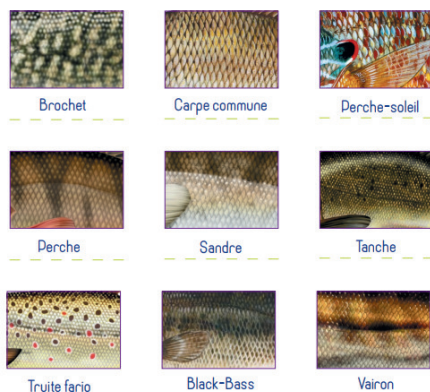 Brochet
Carpe commune
Perche-soleil
Perche
Sandre
Tanche
Truite fario
Black-Bass
Vairon